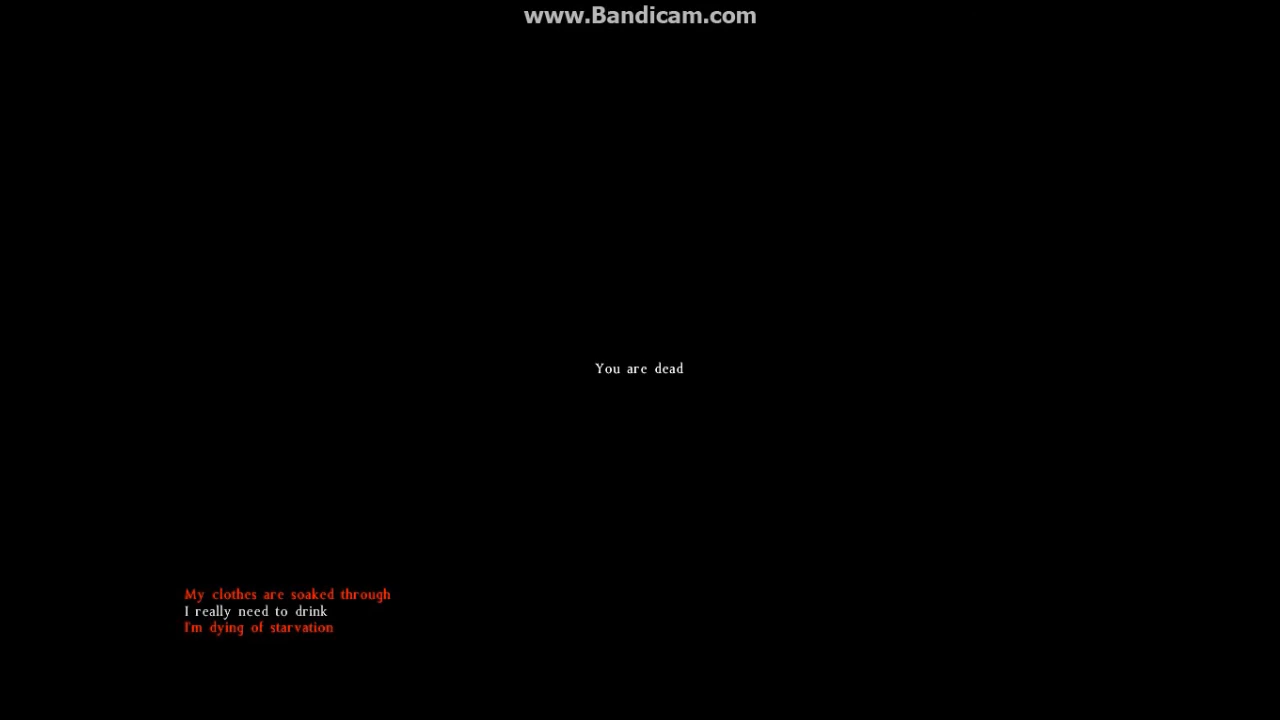 www.Bandicam.com
You are dead
My clothes are soaked through
I really need to drink
I'm dying of starvation